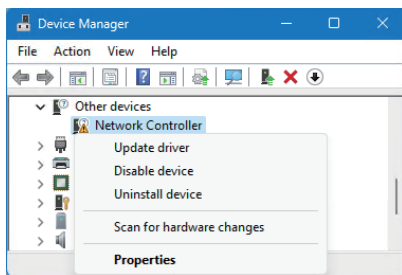 Device Manager
File Action View Help
Other devices
Network Controller
Update driver
Disable device
Uninstall device
Scan for hardware changes
Properties